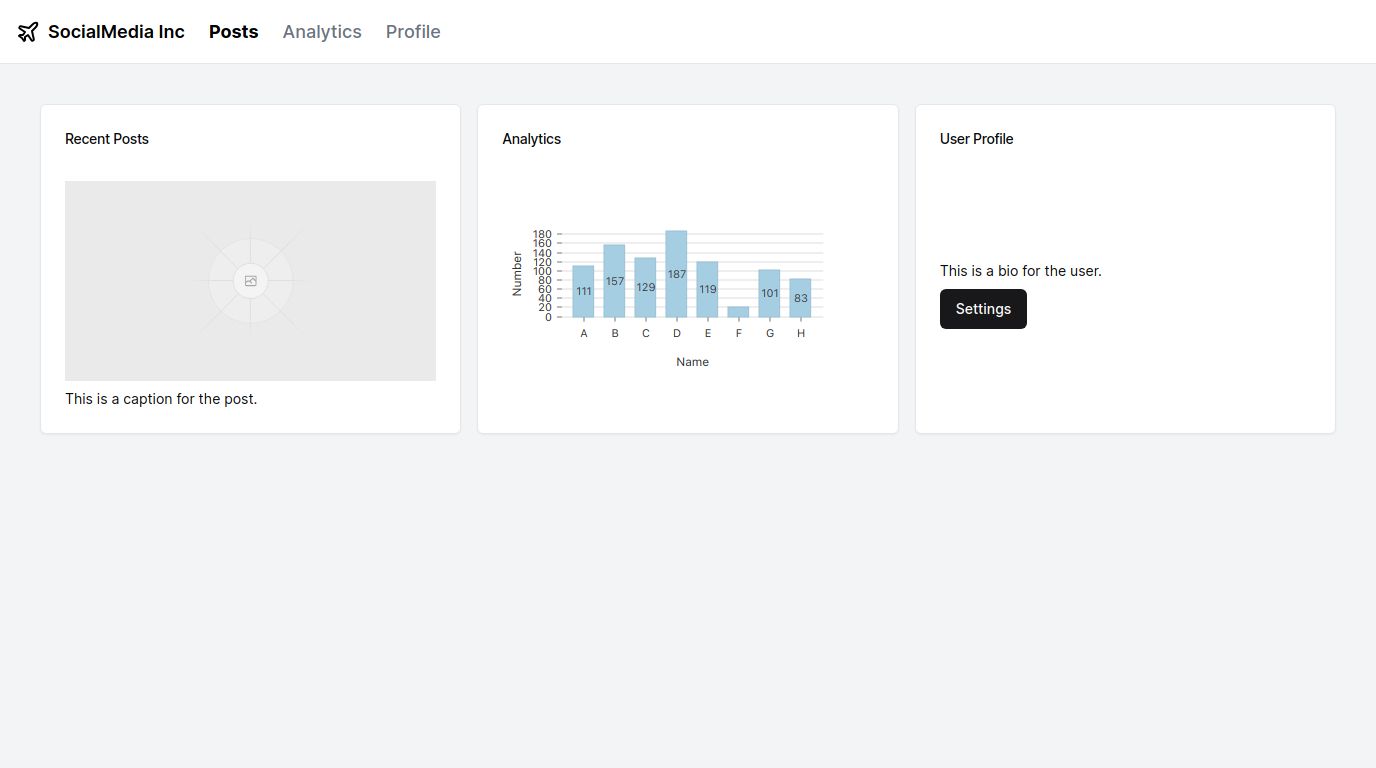 SocialMedia Inc Posts Analytics Profile
Recent Posts
This is a caption for the post.
Analytics
Number
180
160
140
120
100
80
60
40
20
0
111 157 129 187 119 101 83
A B C D E F G H
Name
User Profile
This is a bio for the user.
Settings